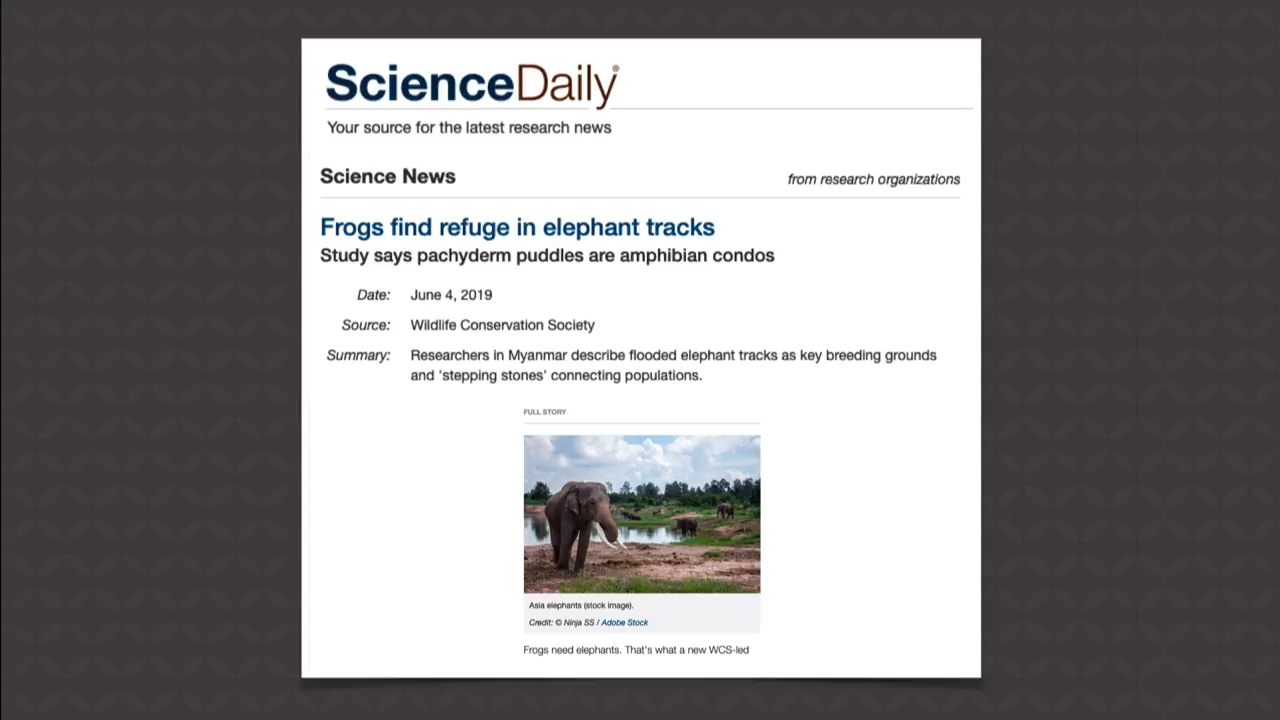 ScienceDaily®
Your source for the latest research news
Science News
from research organizations
Frogs find refuge in elephant tracks
Study says pachyderm puddles are amphibian condos
Date: June 4, 2019
Source: Wildlife Conservation Society
Summary: Researchers in Myanmar describe flooded elephant tracks as key breeding grounds
and 'stepping stones' connecting populations.
FULL STORY
Asia elephants (stock image).
Credit: © Ninja SS / Adobe Stock
Frogs need elephants. That's what a new WCS-led